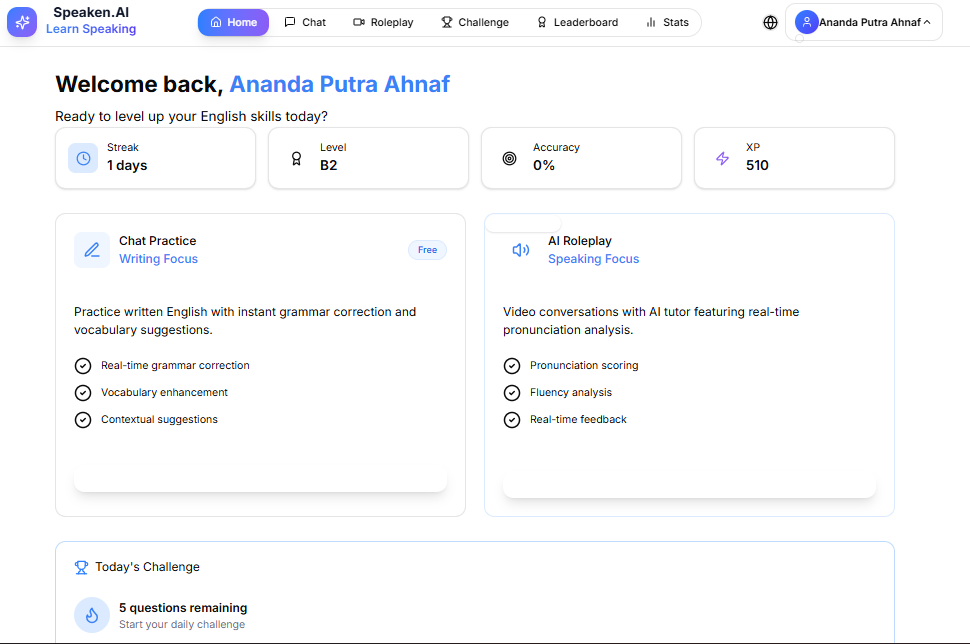 Speaken.AI
Learn Speaking
Home
Chat
Roleplay
Challenge
Leaderboard
Stats
Ananda Putra Ahnaf
Welcome back, Ananda Putra Ahnaf
Ready to level up your English skills today?
Streak
1 days
Level
B2
Accuracy
0%
XP
510
Chat Practice
Writing Focus
Free
Practice written English with instant grammar correction and
vocabulary suggestions.
Real-time grammar correction
Vocabulary enhancement
Contextual suggestions
AI Roleplay
Speaking Focus
Video conversations with AI tutor featuring real-time
pronunciation analysis.
Pronunciation scoring
Fluency analysis
Real-time feedback
Today's Challenge
5 questions remaining
Start your daily challenge